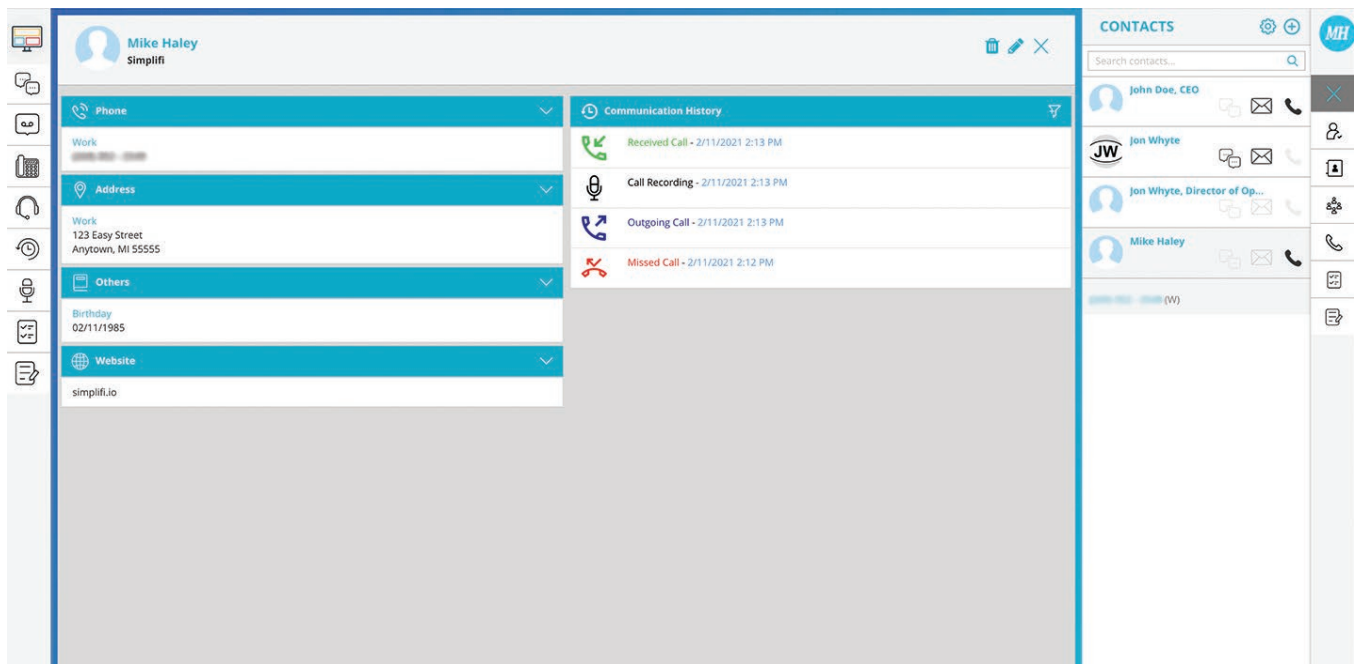 Mike Haley
Simplifi
Phone
Work
Address
Work
123 Easy Street
Anytown, MI 55555
Others
Birthday
02/11/1985
Website
simplifi.io
Communication History
Received Call - 2/11/2021 2:13 PM
Call Recording - 2/11/2021 2:13 PM
Outgoing Call - 2/11/2021 2:13 PM
Missed Call - 2/11/2021 2:12 PM
CONTACTS
Search contacts...
John Doe, CEO
JW
Jon Whyte
Jon Whyte, Director of Op...
Mike Haley
(W)
MH